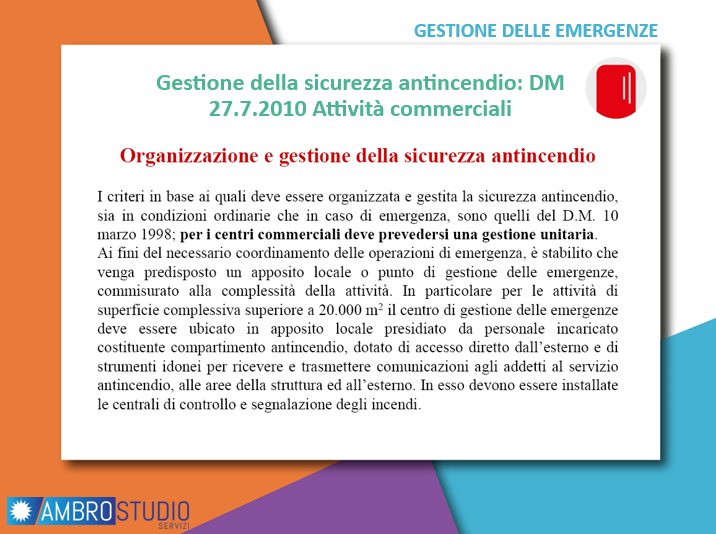 GESTIONE DELLE EMERGENZE
Gestione della sicurezza antincendio: DM
27.7.2010 Attività commerciali
Organizzazione e gestione della sicurezza antincendio
I criteri in base ai quali deve essere organizzata e gestita la sicurezza antincendio,
sia in condizioni ordinarie che in caso di emergenza, sono quelli del D.M. 10
marzo 1998; per i centri commerciali deve prevedersi una gestione unitaria.
Ai fini del necessario coordinamento delle operazioni di emergenza, è stabilito che
venga predisposto un apposito locale o punto di gestione delle emergenze,
commisurato alla complessità della attività. In particolare per le attività di
superficie complessiva superiore a 20.000 m² il centro di gestione delle emergenze
deve essere ubicato in apposito locale presidiato da personale incaricato
costituente compartimento antincendio, dotato di accesso diretto dall'esterno e di
strumenti idonei per ricevere e trasmettere comunicazioni agli addetti al servizio
antincendio, alle aree della struttura ed all'esterno. In esso devono essere installate
le centrali di controllo e segnalazione degli incendi.
AMBROSTUDIO
SERVIZI